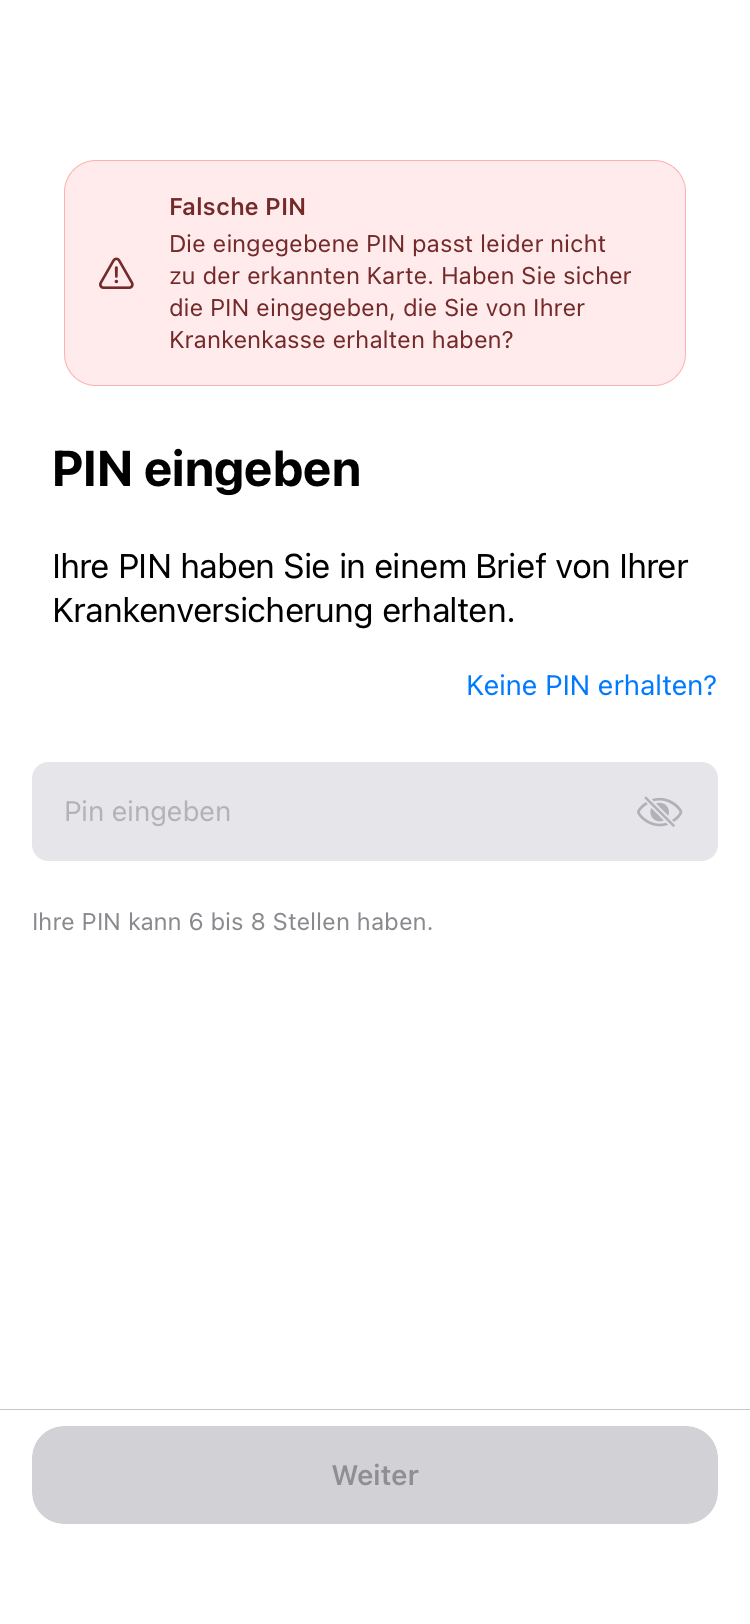 Falsche PIN
Die eingegebene PIN passt leider nicht
zu der erkannten Karte. Haben Sie sicher
die PIN eingegeben, die Sie von Ihrer
Krankenkasse erhalten haben?
PIN eingeben
Ihre PIN haben Sie in einem Brief von Ihrer
Krankenversicherung erhalten.
Keine PIN erhalten?
Pin eingeben
Ihre PIN kann 6 bis 8 Stellen haben.
Weiter